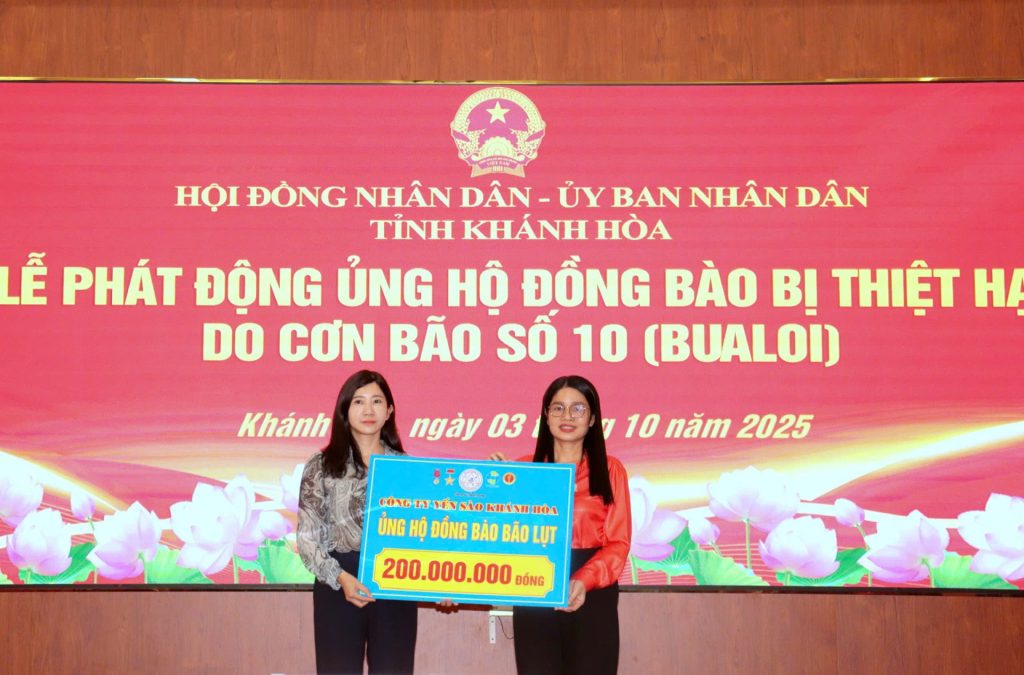 HỘI ĐỒNG NHÂN DÂN - ỦY BAN NHÂN DÂN
TỈNH KHÁNH HÒA
LỄ PHÁT ĐỘNG ỦNG HỘ ĐỒNG BÀO BỊ THIỆT HẠ
DO CƠN BÃO SỐ 10 (BUALOI)
Khánh , ngày 03 10 năm 2025
CÔNG TY YẾN SÀO KHÁNH HÒA
ỦNG HỘ ĐỒNG BÀO BÃO LỤT
200.000.000 ĐỒNG